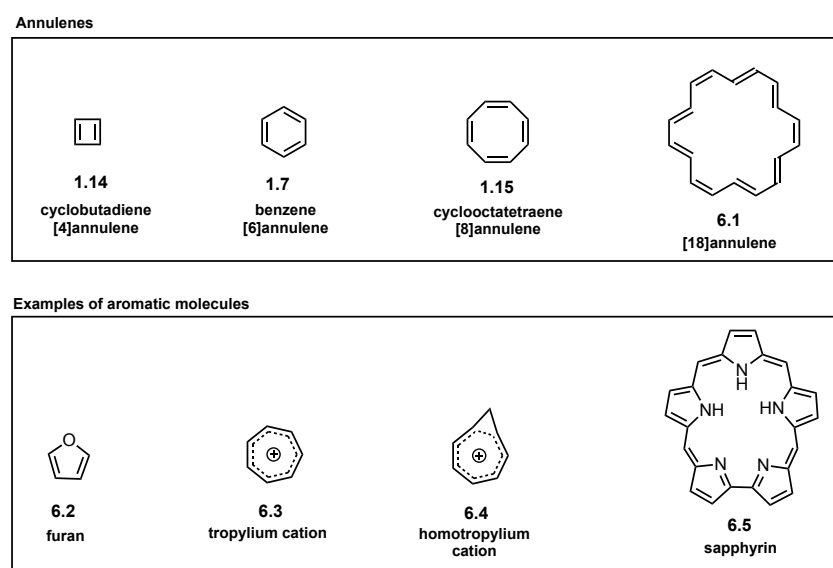 Annulenes
1.14
cyclobutadiene
[4]annulene
1.7
benzene
[6]annulene
1.15
cyclooctatetraene
[8]annulene
6.1
[18]annulene
Examples of aromatic molecules
O
6.2
furan
6.3
tropylium cation
6.4
homotropylium
cation
N
H
NH
HN
N
N
6.5
sapphyrin